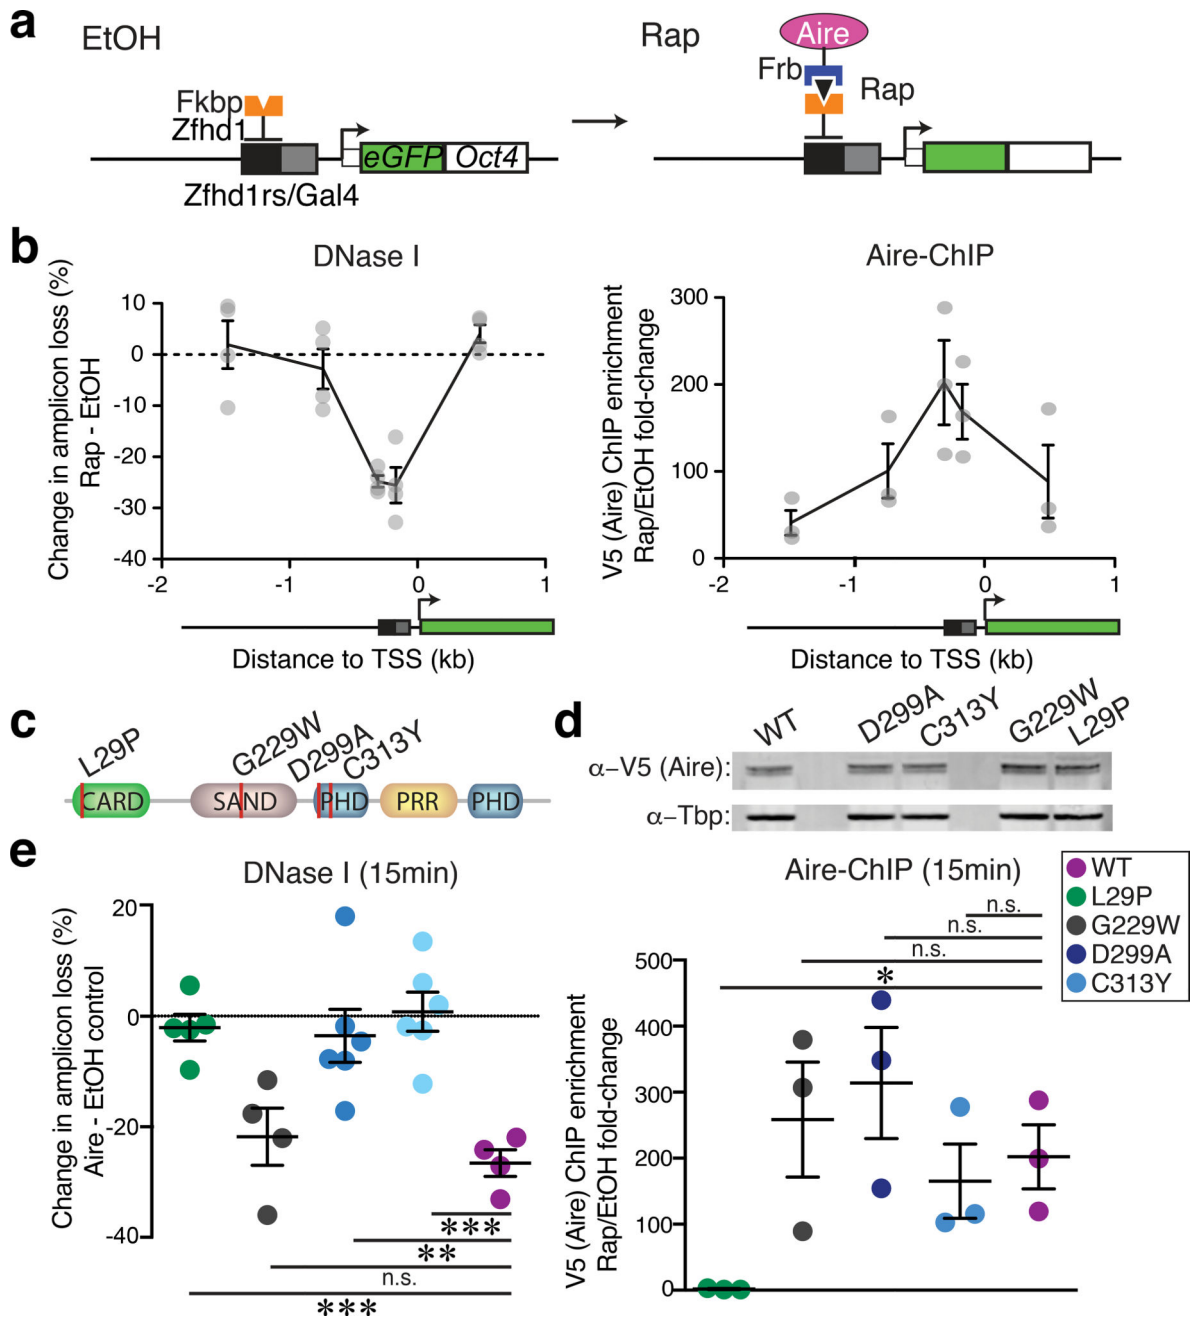 a
EtOH
Fkbp
Zfhd1
eGFP Oct4
Zfhd1rs/Gal4
Rap
Aire
Frb
Rap
b
DNase I
Change in amplicon loss (%)
Rap - EtOH
10
0
-10
-20
-30
-40
-2 -1 0 1
Distance to TSS (kb)
Aire-ChIP
V5 (Aire) ChIP enrichment
Rap/EtOH fold-change
300
200
100
0
-2 -1 0 1
Distance to TSS (kb)
c
L29P G229W D299A C313Y
CARD SAND PHD PRR PHD
d
WT D299A C313Y G229W L29P
α–V5 (Aire):
α–Tbp:
e
DNase I (15min)
Change in amplicon loss (%)
Aire - EtOH control
20
0
-20
-40
***
**
n.s.
***
Aire-ChIP (15min)
V5 (Aire) ChIP enrichment
Rap/EtOH fold-change
500
400
300
200
100
0
n.s.
n.s.
n.s.
*
WT
L29P
G229W
D299A
C313Y